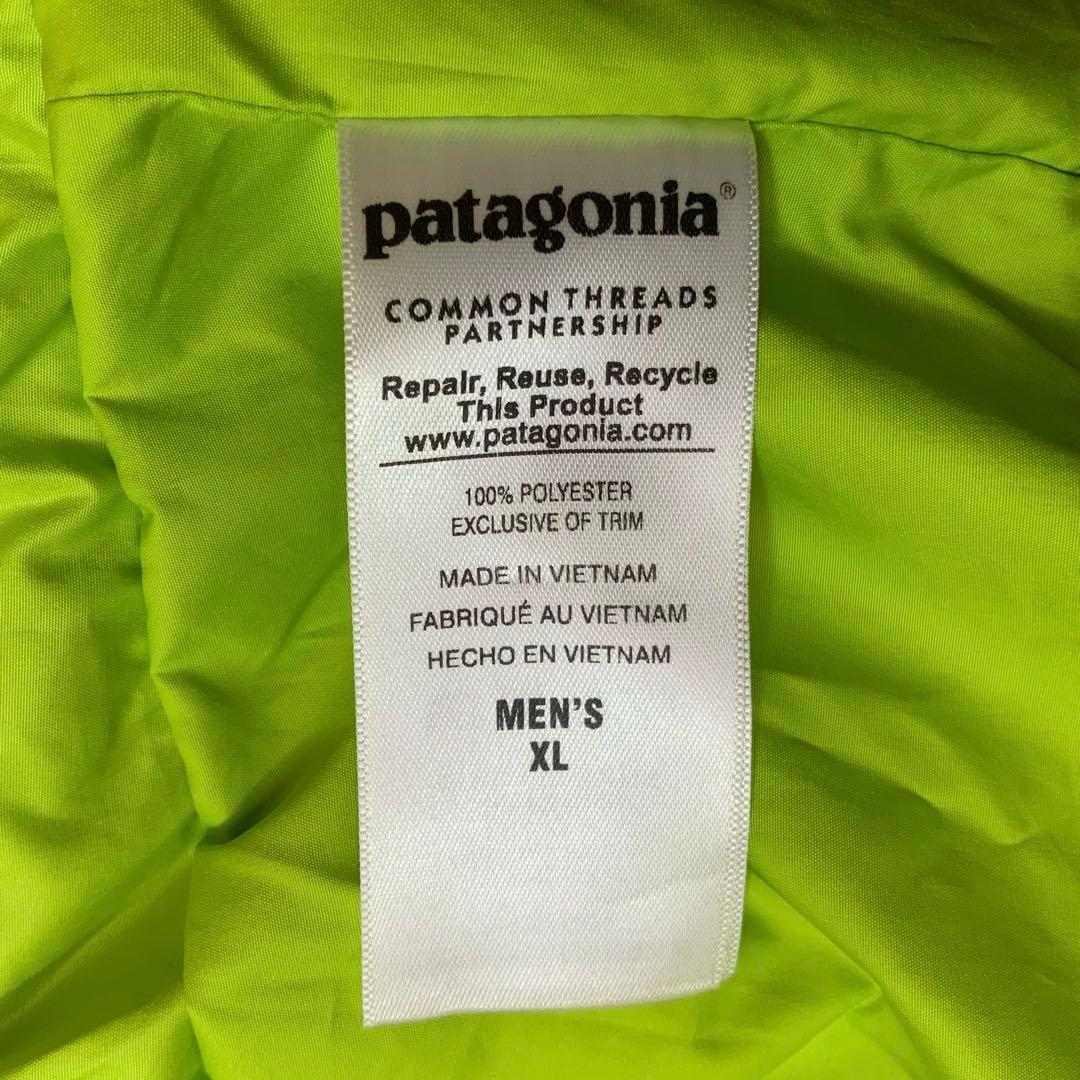 patagonia®
COMMON THREADS
PARTNERSHIP
Repair, Reuse, Recycle
This Product
www.patagonia.com
100% POLYESTER
EXCLUSIVE OF TRIM
MADE IN VIETNAM
FABRIQUÉ AU VIETNAM
HECHO EN VIETNAM
MEN'S
XL